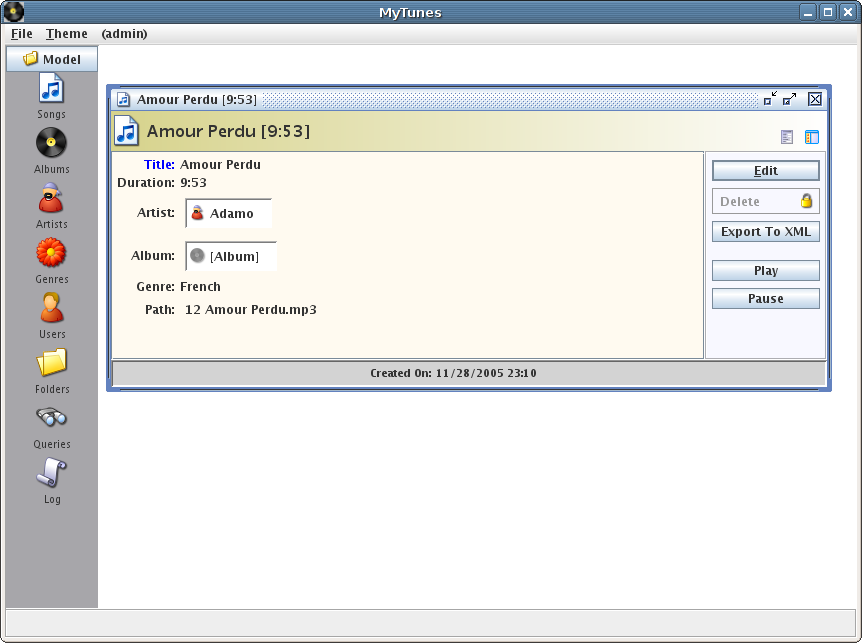 MyTunes
File Theme (admin)
Model
Songs
Albums
Artists
Genres
Users
Folders
Queries
Log
Amour Perdu [9:53]
Amour Perdu [9:53]
Title: Amour Perdu
Duration: 9:53
Artist: Adamo
Album: [Album]
Genre: French
Path: 12 Amour Perdu.mp3
Edit
Delete
Export To XML
Play
Pause
Created On: 11/28/2005 23:10